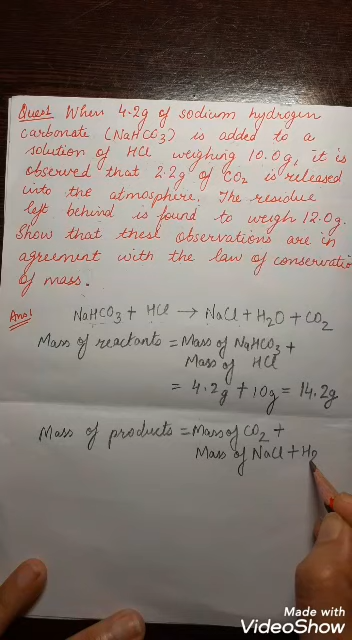 Ques1 When 4.2g of sodium hydrogen
carbonate (NaHCO3) is added to a
solution of HCl weighing 10.0g, it is
observed that 2.2g of CO2 is released
into the atmosphere. The residue
left behind is found to weigh 12.0g.
Show that these observations are in
agreement with the law of conservatio
of mass.
Ans1 NaHCO3 + HCl → NaCl + H2O + CO2
Mass of reactants = Mass of NaHCO3 +
Mass of HCl
= 4.2g + 10g = 14.2g
Mass of products = Mass of CO2 +
Mass of NaCl + H2
Made with
VideoShow